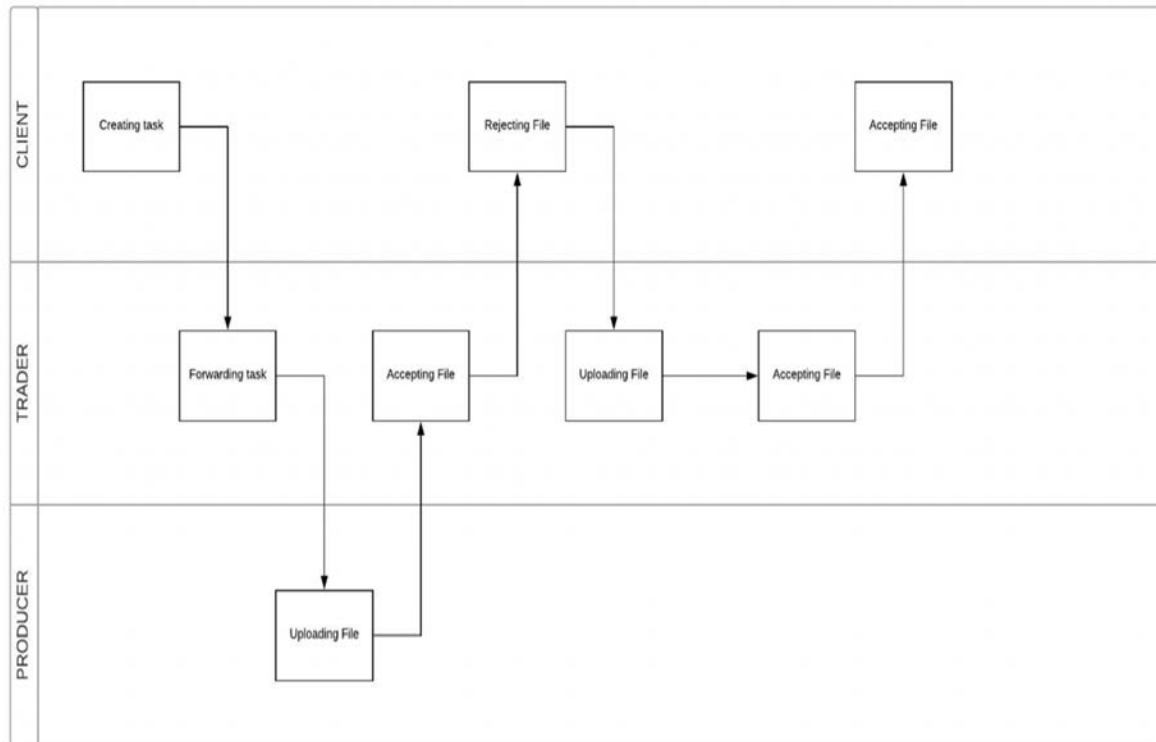 CLIENT
Creating task
Rejecting File
Accepting File
TRADER
Forwarding task
Accepting File
Uploading File
Accepting File
PRODUCER
Uploading File